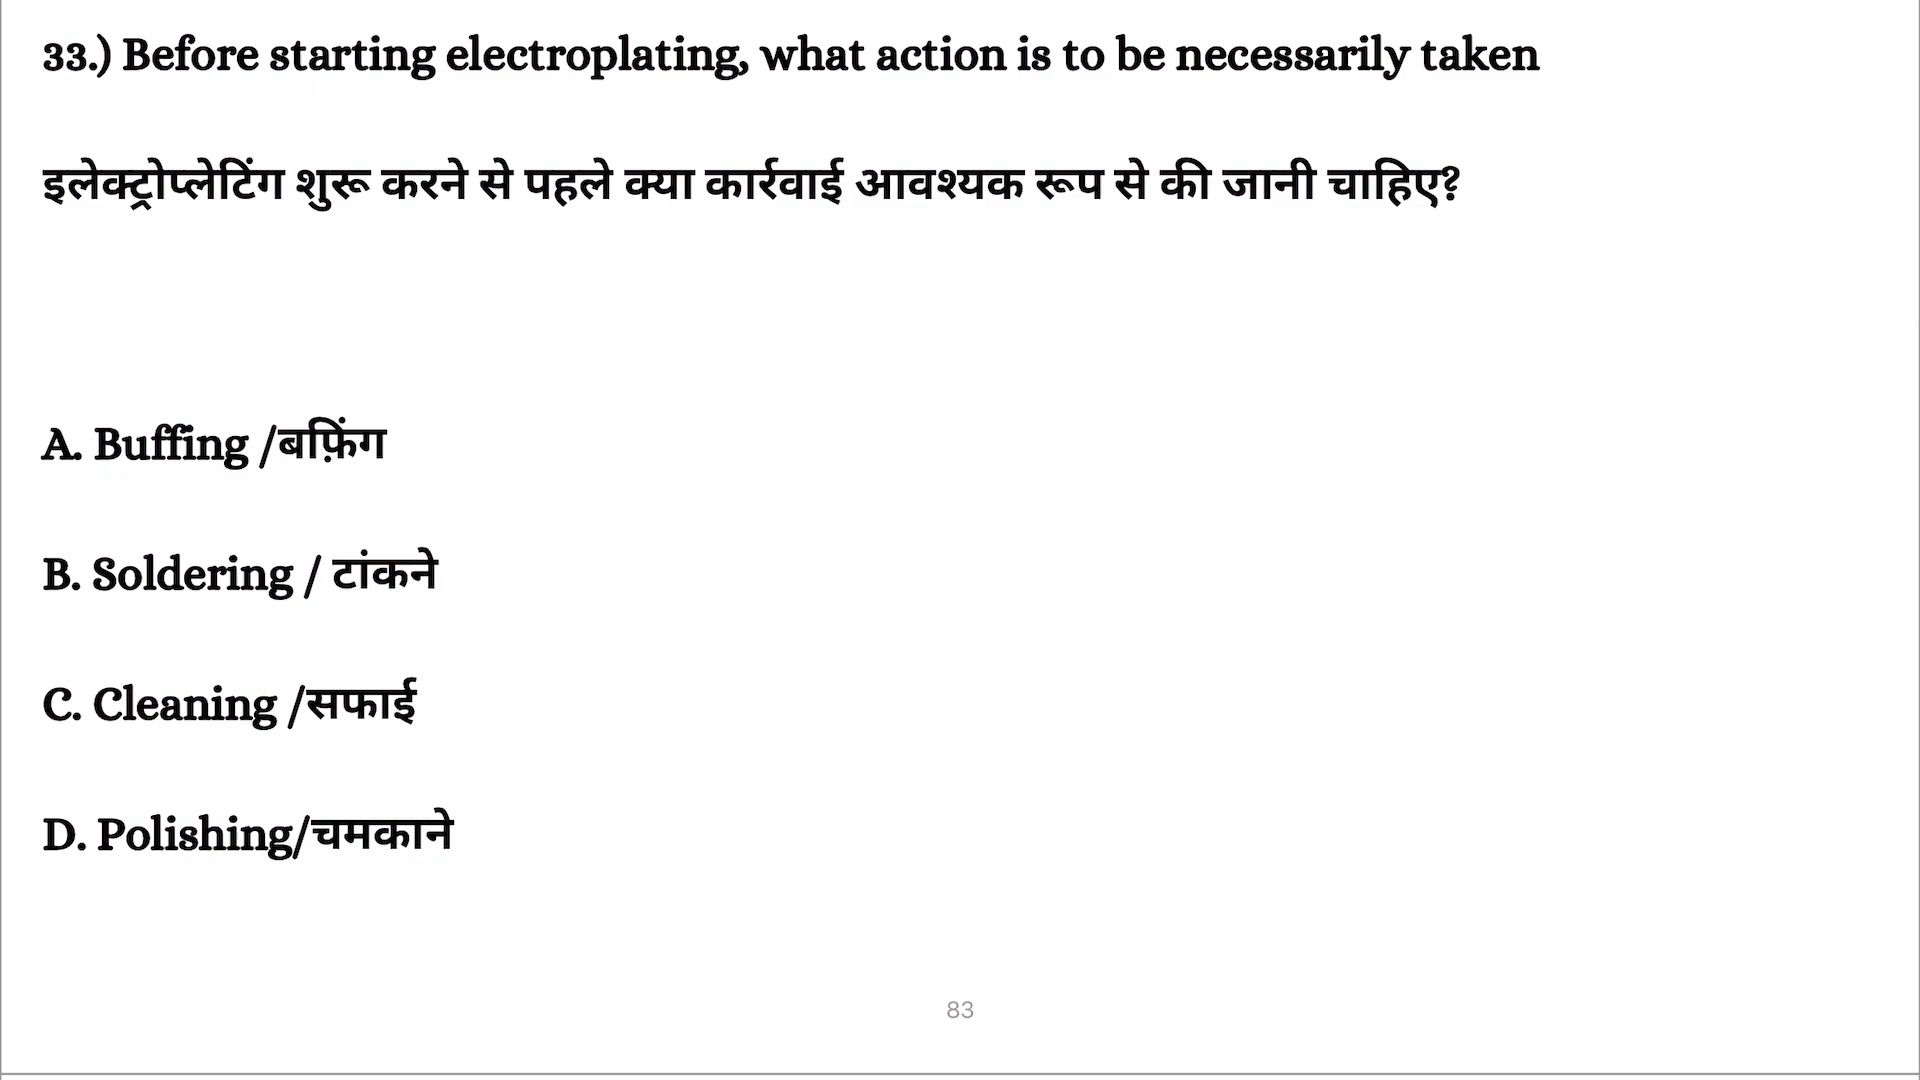 33.) Before starting electroplating, what action is to be necessarily taken
इलेक्ट्रोप्लेटिंग शुरू करने से पहले क्या कार्रवाई आवश्यक रूप से की जानी चाहिए?
A. Buffing /बफ़िंग
B. Soldering / टांकने
C. Cleaning /सफाई
D. Polishing/चमकाने
83